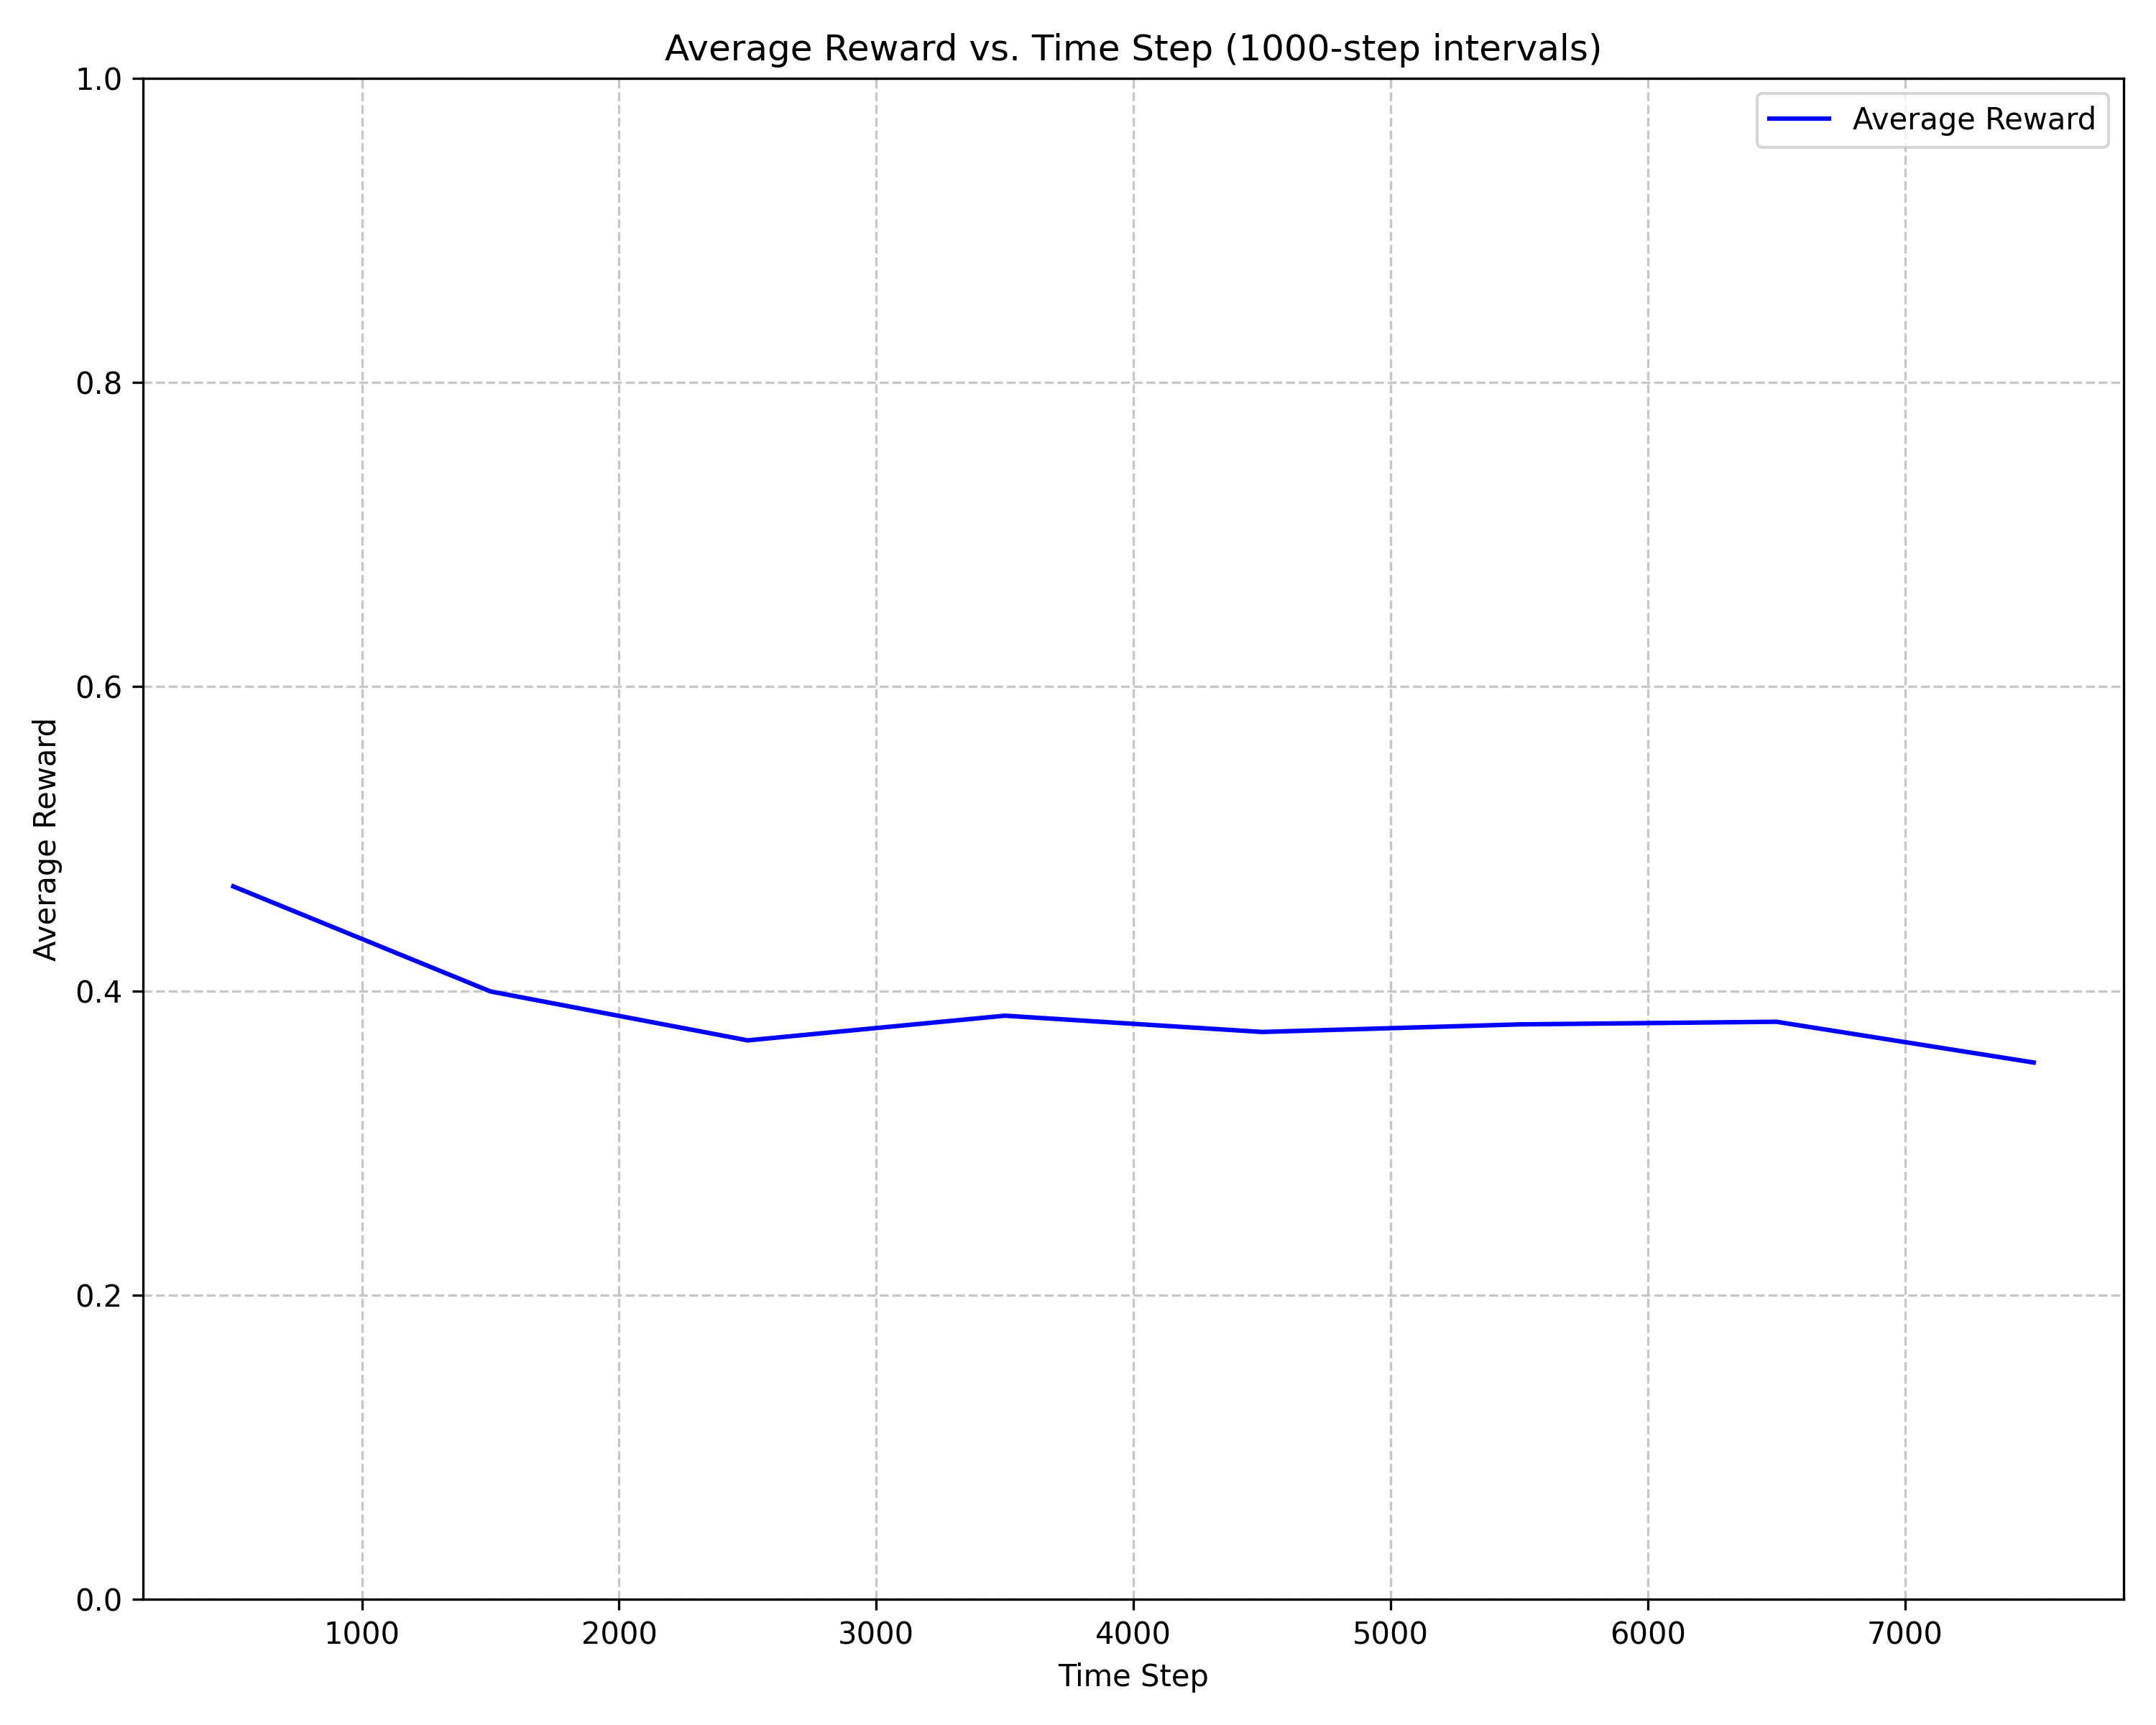 Average Reward vs. Time Step (1000-step intervals)
Average Reward
1.0
0.8
0.6
0.4
0.2
0.0
Average Reward
1000 2000 3000 4000 5000 6000 7000
Time Step